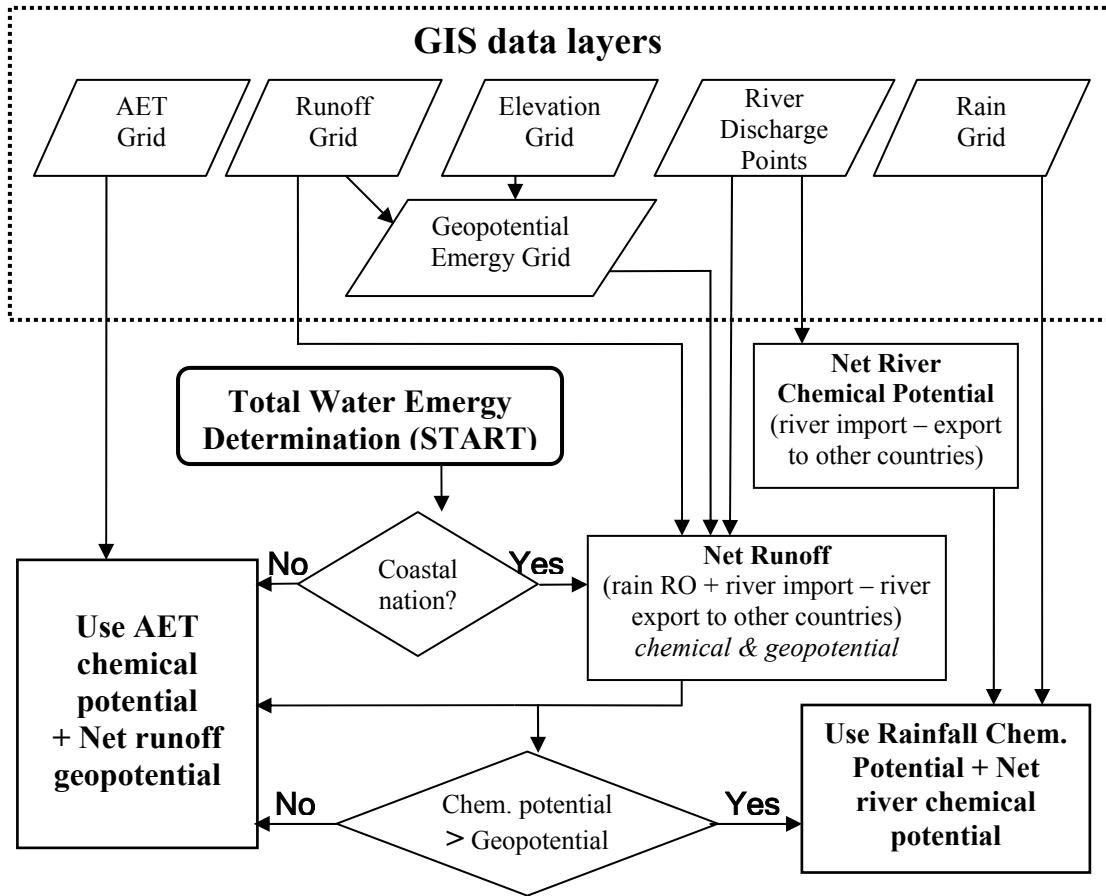 GIS data layers
AET
Grid
Runoff
Grid
Elevation
Grid
River
Discharge
Points
Rain
Grid
Geopotential
Emergy Grid
Net River
Chemical Potential
(river import – export
to other countries)
Total Water Emergy
Determination (START)
Coastal
nation?
No
Yes
Net Runoff
(rain RO + river import – river
export to other countries)
chemical & geopotential
Use AET
chemical
potential
+ Net runoff
geopotential
Chem. potential
> Geopotential
No
Yes
Use Rainfall Chem.
Potential + Net
river chemical
potential